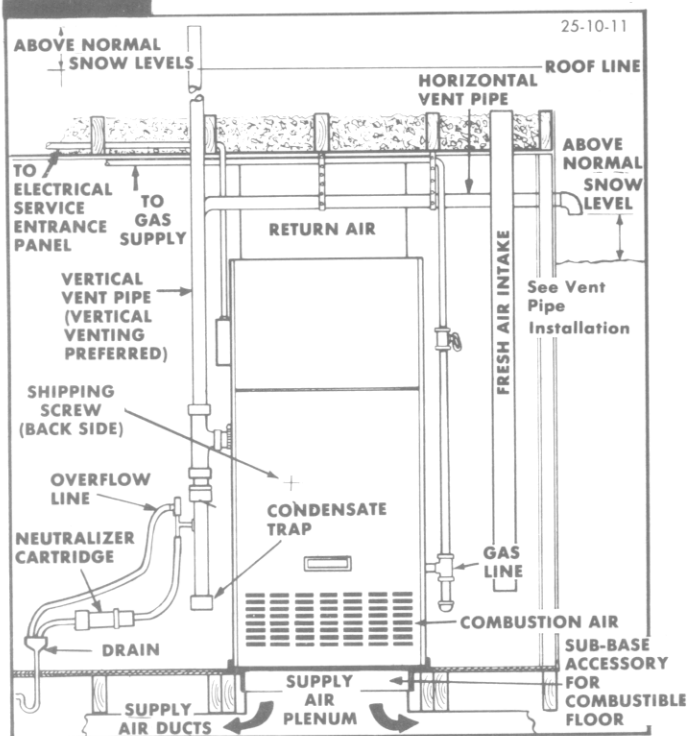 25-10-11
ABOVE NORMAL
SNOW LEVELS
ROOF LINE
HORIZONTAL
VENT PIPE
ABOVE
NORMAL
SNOW
LEVEL
TO
ELECTRICAL
SERVICE
ENTRANCE
PANEL
TO
GAS
SUPPLY
RETURN AIR
VERTICAL
VENT PIPE
(VERTICAL
VENTING
PREFERRED)
FRESH AIR INTAKE
See Vent
Pipe
Installation
SHIPPING
SCREW
(BACK SIDE)
OVERFLOW
LINE
CONDENSATE
TRAP
NEUTRALIZER
CARTRIDGE
GAS
LINE
COMBUSTION AIR
DRAIN
SUB-BASE
ACCESSORY
FOR
COMBUSTIBLE
FLOOR
SUPPLY
AIR
PLENUM
SUPPLY
AIR DUCTS